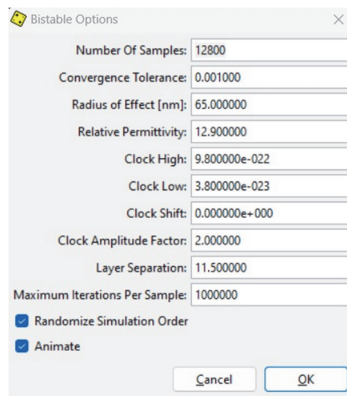 Bistable Options
Number Of Samples: 12800
Convergence Tolerance: 0.001000
Radius of Effect [nm]: 65.000000
Relative Permittivity: 12.900000
Clock High: 9.800000e-022
Clock Low: 3.800000e-023
Clock Shift: 0.000000e+000
Clock Amplitude Factor: 2.000000
Layer Separation: 11.500000
Maximum Iterations Per Sample: 1000000
Randomize Simulation Order
Animate
Cancel OK